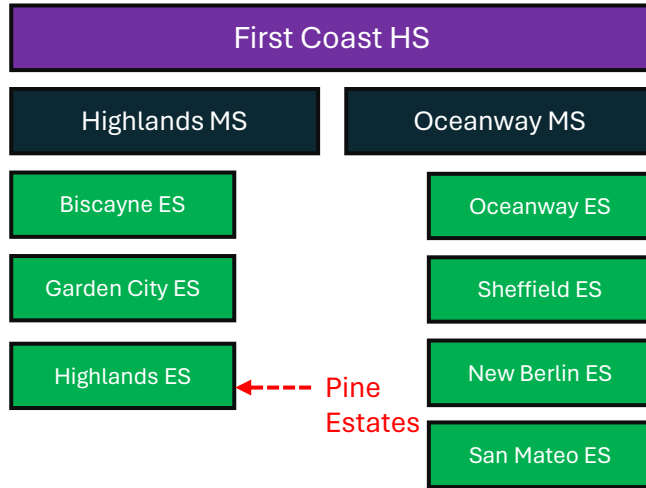 First Coast HS
Highlands MS
Oceanway MS
Biscayne ES
Oceanway ES
Garden City ES
Sheffield ES
Highlands ES
Pine
Estates
New Berlin ES
San Mateo ES